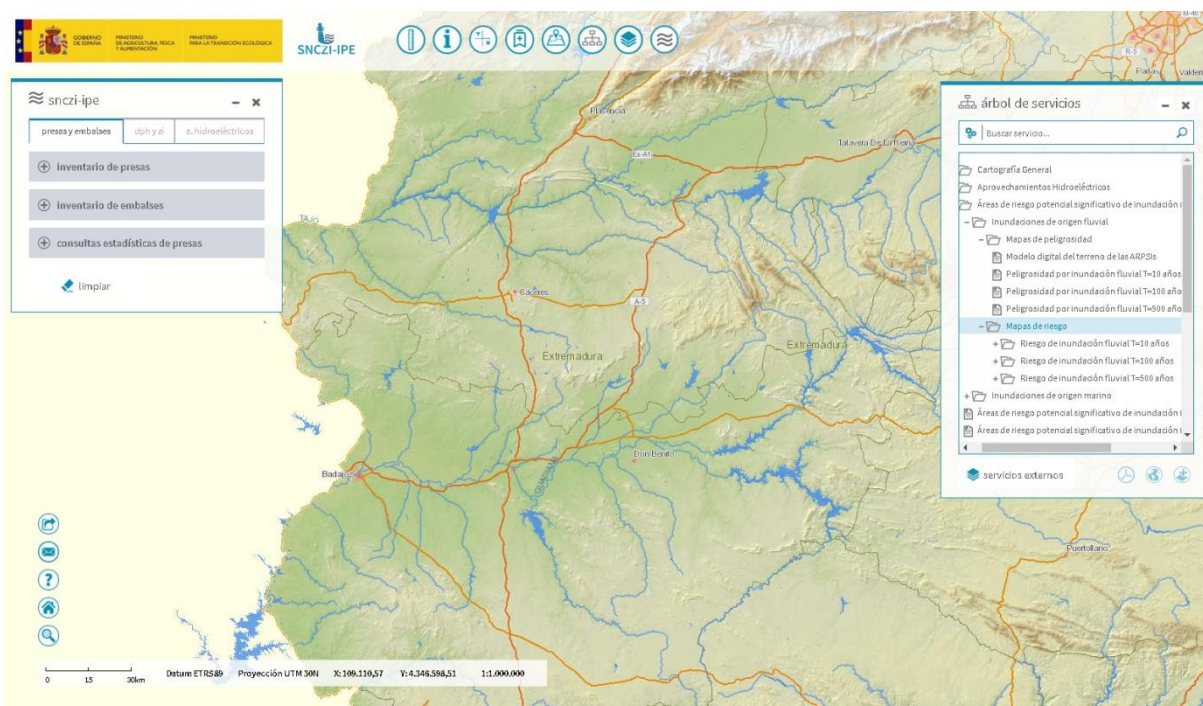 GOBIERNO
DE ESPAÑA
MINISTERIO
DE AGRICULTURA, PESCA
Y ALIMENTACIÓN
MINISTERIO
PARA LA TRANSICIÓN ECOLÓGICA
SNCZI-IPE
snczi-ipe
presas y embalses
dph y zi
a. hidroeléctricos
inventario de presas
inventario de embalses
consultas estadísticas de presas
limpiar
árbol de servicios
Buscar servicio...
Cartografía General
Aprovechamientos Hidroeléctricos
Áreas de riesgo potencial significativo de inundación
Inundaciones de origen fluvial
Mapas de peligrosidad
Modelo digital del terreno de las ARPSIs
Peligrosidad por inundación fluvial T=10 años
Peligrosidad por inundación fluvial T=100 años
Peligrosidad por inundación fluvial T=500 año
Mapas de riesgo
Riesgo de inundación fluvial T=10 años
Riesgo de inundación fluvial T=100 años
Riesgo de inundación fluvial T=500 años
Inundaciones de origen marino
Áreas de riesgo potencial significativo de inundación
Áreas de riesgo potencial significativo de inundación
servicios externos
M-40
R-5
Parla
Plasencia
Talavera De La Reina
Ex-A1
TAJO
Cáceres
A-5
Extremadura
Extremadura
Badajoz
GUADIANA
Don Benito
Puertollano
0 15 30km
Datum ETRS89 Proyección UTM 30N X: 109.110,57 Y: 4.346.598,51 1:1.000.000